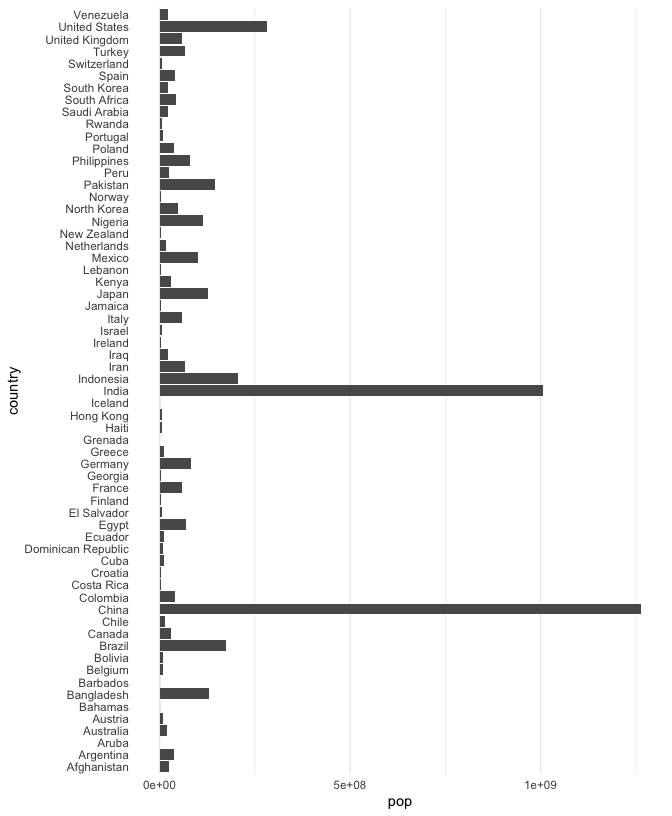 Venezuela
United States
United Kingdom
Turkey
Switzerland
Spain
South Korea
South Africa
Saudi Arabia
Rwanda
Portugal
Poland
Philippines
Peru
Pakistan
Norway
North Korea
Nigeria
New Zealand
Netherlands
Mexico
Lebanon
Kenya
Japan
Jamaica
Italy
Israel
Ireland
Iraq
Iran
Indonesia
India
Iceland
Hong Kong
Haiti
Grenada
Greece
Germany
Georgia
France
Finland
El Salvador
Egypt
Ecuador
Dominican Republic
Cuba
Croatia
Costa Rica
Colombia
China
Chile
Canada
Brazil
Bolivia
Belgium
Barbados
Bangladesh
Bahamas
Austria
Australia
Aruba
Argentina
Afghanistan
country
0e+00 5e+08 1e+09
pop